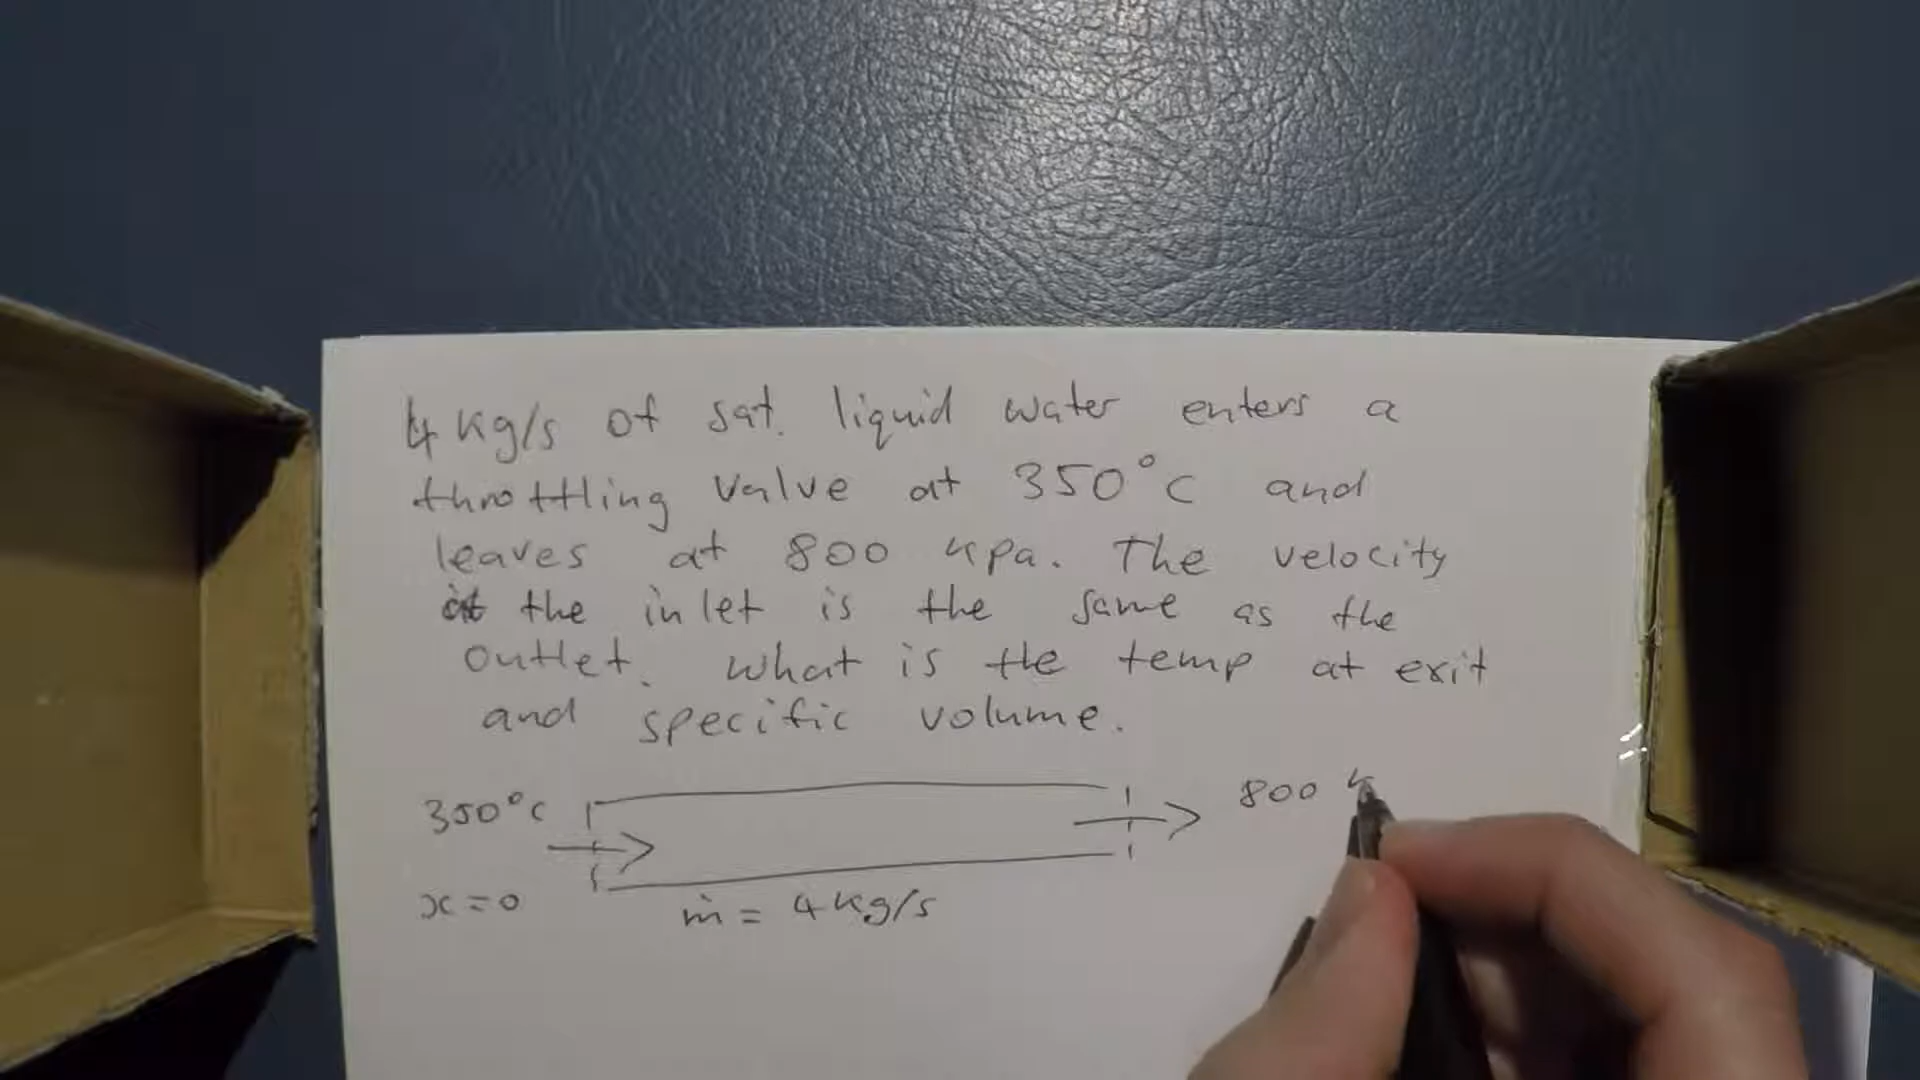 4 kg/s of sat. liquid water enters a
throttling valve at 350°c and
leaves at 800 kpa. The velocity
at the inlet is the same as the
outlet. What is the temp at exit
and specific volume.
350°c
800 k
x=0
ṁ = 4kg/s